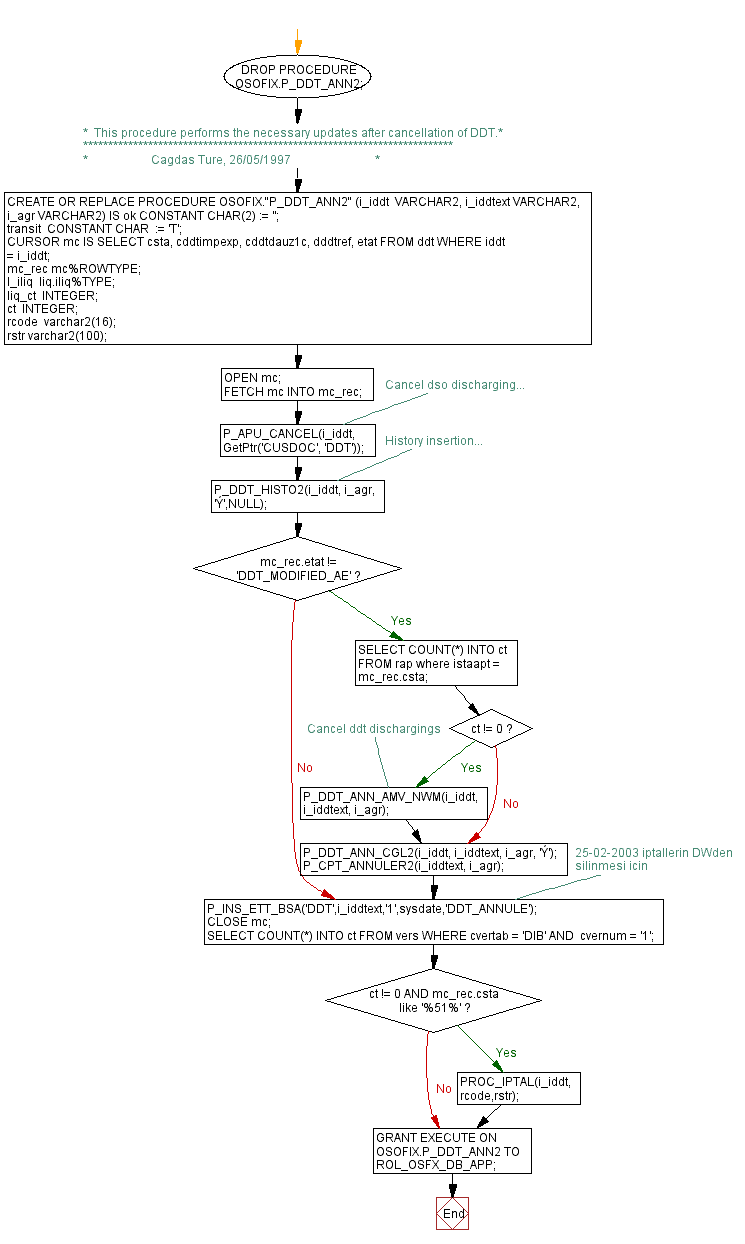 DROP PROCEDURE
OSOFIX.P_DDT_ANN2;
* This procedure performs the necessary updates after cancellation of DDT.*
**************************************************************************
* Cagdas Ture, 26/05/1997 *
CREATE OR REPLACE PROCEDURE OSOFIX."P_DDT_ANN2" (i_iddt VARCHAR2, i_iddtext VARCHAR2,
i_agr VARCHAR2) IS ok CONSTANT CHAR(2) := '';
transit CONSTANT CHAR := 'T';
CURSOR mc IS SELECT csta, cddtimpexp, cddtdauz1c, dddtref, etat FROM ddt WHERE iddt
= i_iddt;
mc_rec mc%ROWTYPE;
l_iliq liq.iliq%TYPE;
liq_ct INTEGER;
ct INTEGER;
rcode varchar2(16);
rstr varchar2(100);
OPEN mc;
FETCH mc INTO mc_rec;
Cancel dso discharging...
P_APU_CANCEL(i_iddt,
GetPtr('CUSDOC', 'DDT'));
History insertion...
P_DDT_HISTO2(i_iddt, i_agr,
'Ý',NULL);
mc_rec.etat !=
'DDT_MODIFIED_AE' ?
Yes
SELECT COUNT(*) INTO ct
FROM rap where istaapt =
mc_rec.csta;
Cancel ddt dischargings
ct != 0 ?
No
Yes
P_DDT_ANN_AMV_NWM(i_iddt,
i_iddtext, i_agr);
No
P_DDT_ANN_CGL2(i_iddt, i_iddtext, i_agr, 'Ý');
P_CPT_ANNULER2(i_iddtext, i_agr);
25-02-2003 iptallerin DWden
silinmesi icin
P_INS_ETT_BSA('DDT',i_iddtext,'1',sysdate,'DDT_ANNULE');
CLOSE mc;
SELECT COUNT(*) INTO ct FROM vers WHERE cvertab = 'DIB' AND cvernum = '1';
ct != 0 AND mc_rec.csta
like '%51%' ?
Yes
No
PROC_IPTAL(i_iddt,
rcode,rstr);
GRANT EXECUTE ON
OSOFIX.P_DDT_ANN2 TO
ROL_OSFX_DB_APP;
End